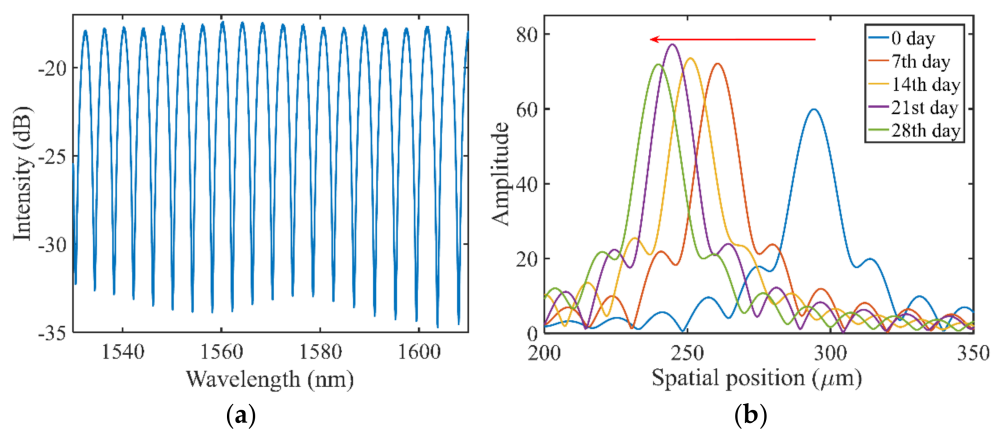 Intensity (dB)
-20
-25
-30
-35
1540
1560
1580
1600
Wavelength (nm)
(a)
Amplitude
80
60
40
20
0
200
250
300
350
Spatial position (μm)
0 day
7th day
14th day
21st day
28th day
(b)